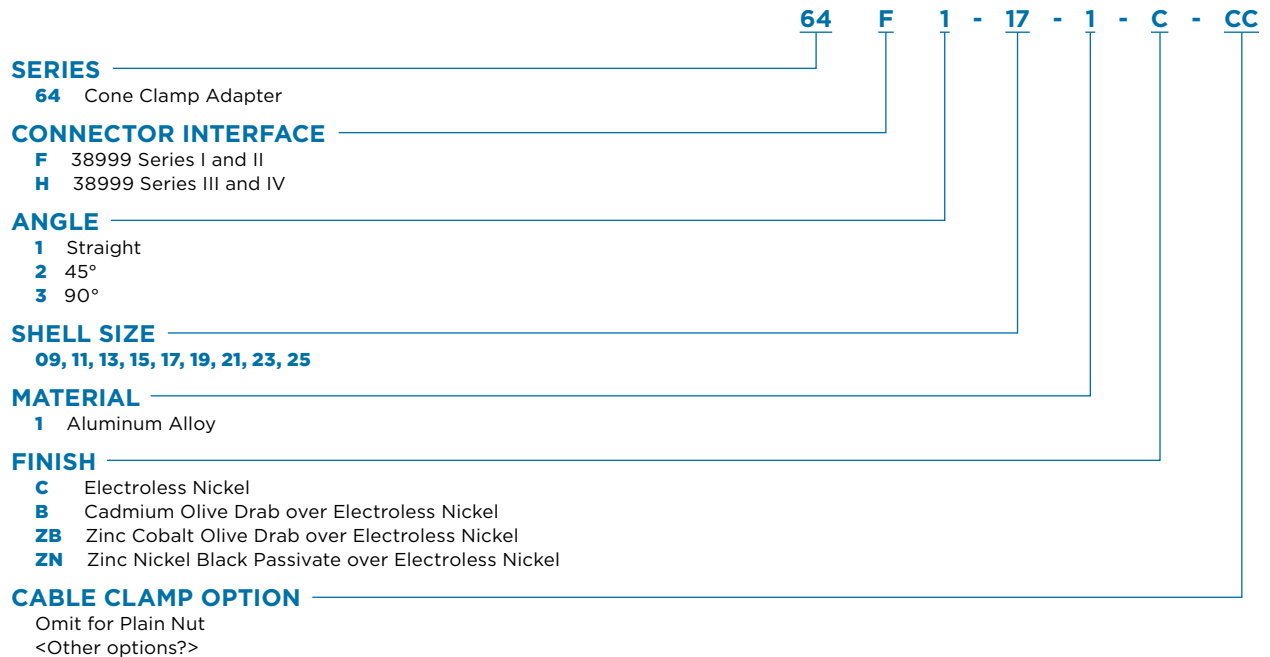 64 F 1 - 17 - 1 - C - CC
SERIES
64 Cone Clamp Adapter
CONNECTOR INTERFACE
F 38999 Series I and II
H 38999 Series III and IV
ANGLE
1 Straight
2 45°
3 90°
SHELL SIZE
09, 11, 13, 15, 17, 19, 21, 23, 25
MATERIAL
1 Aluminum Alloy
FINISH
C Electroless Nickel
B Cadmium Olive Drab over Electroless Nickel
ZB Zinc Cobalt Olive Drab over Electroless Nickel
ZN Zinc Nickel Black Passivate over Electroless Nickel
CABLE CLAMP OPTION
Omit for Plain Nut
<Other options?>